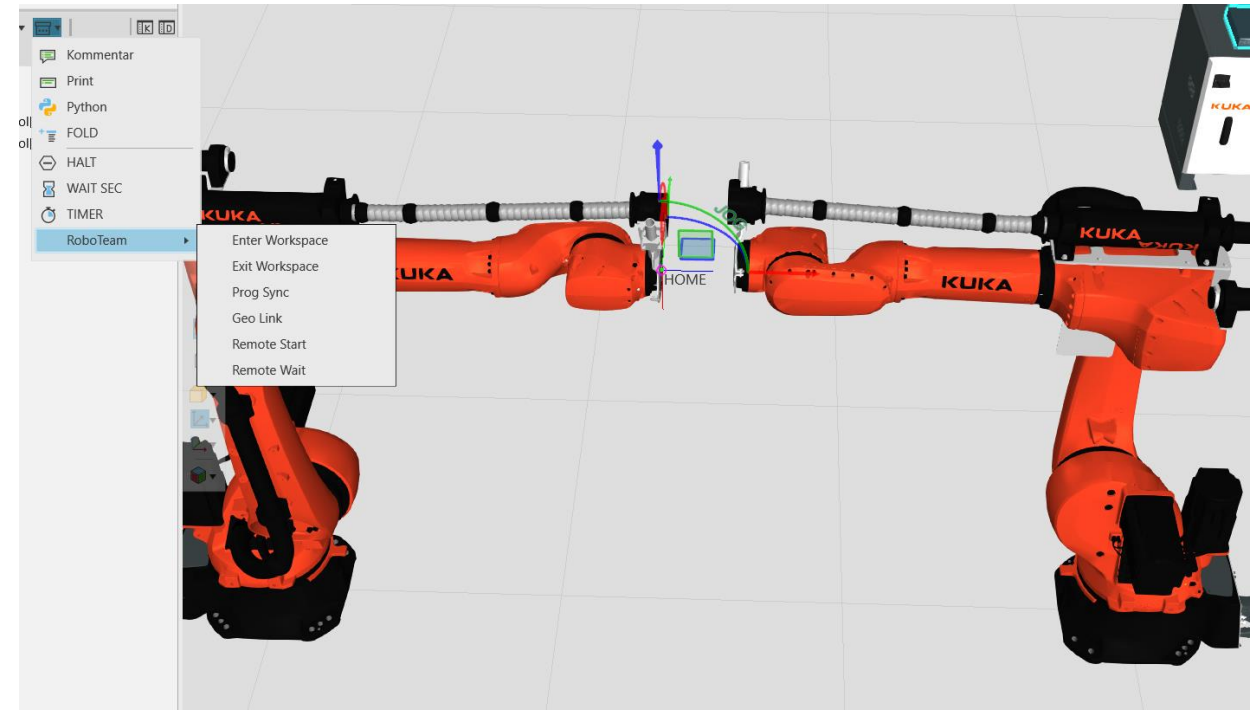 K D
Kommentar
Print
Python
FOLD
HALT
WAIT SEC
TIMER
RoboTeam
Enter Workspace
Exit Workspace
Prog Sync
Geo Link
Remote Start
Remote Wait
KUKA
KUKA
HOME
KUKA
KUKA
KUKA
KUKA